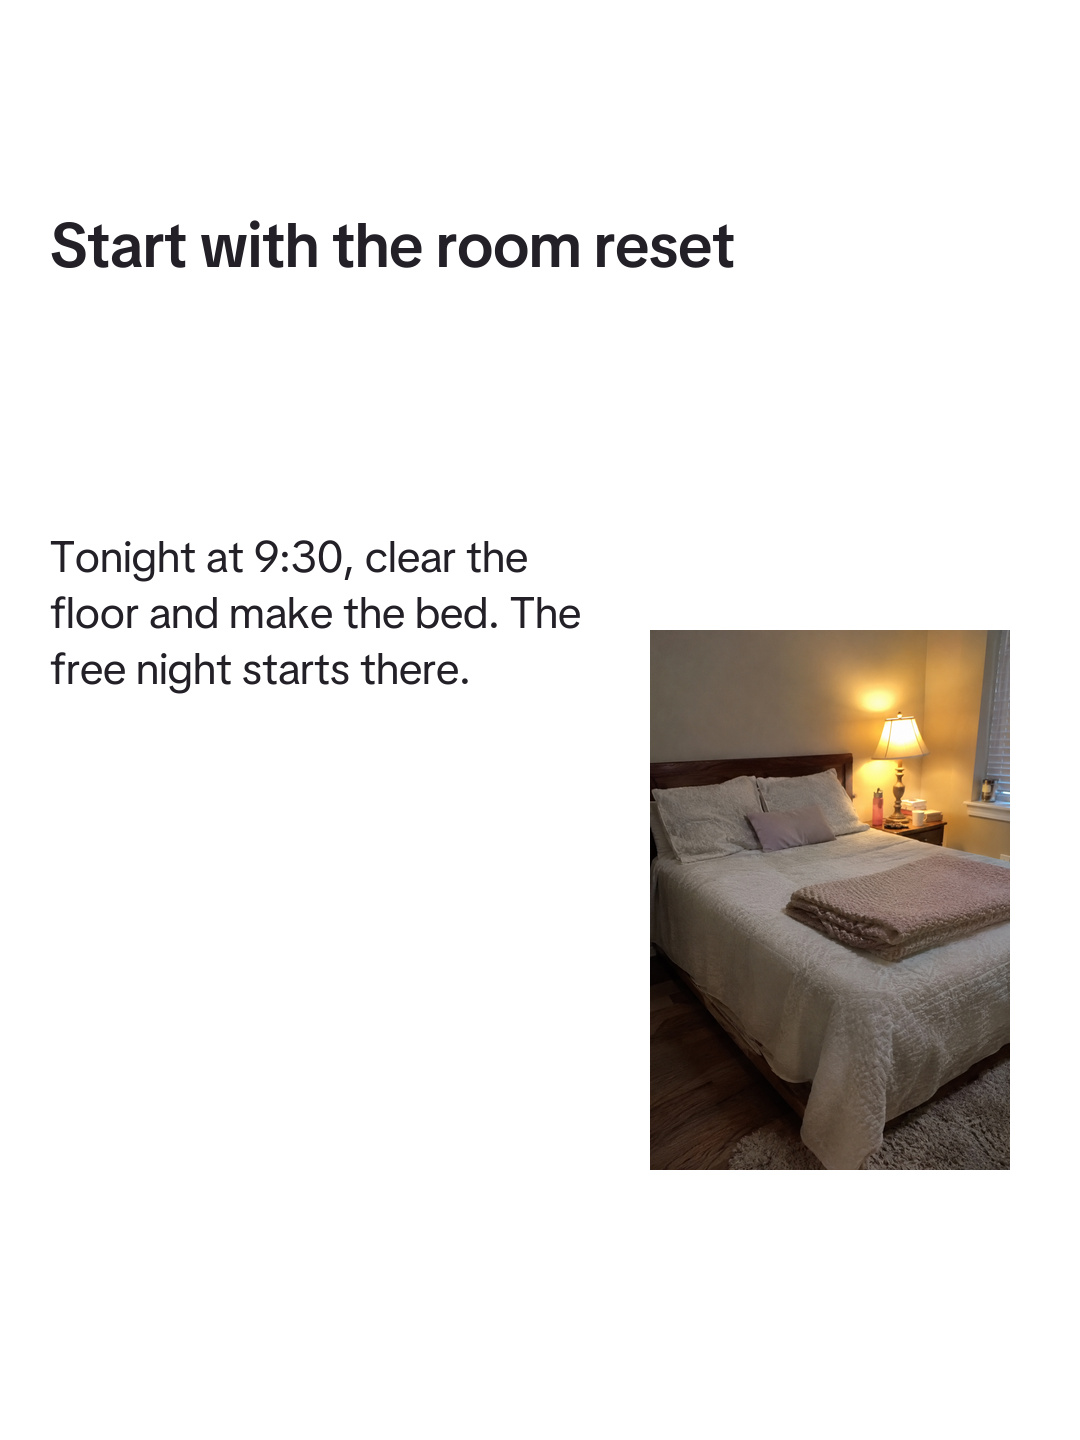 Start with the room reset
Tonight at 9:30, clear the
floor and make the bed. The
free night starts there.